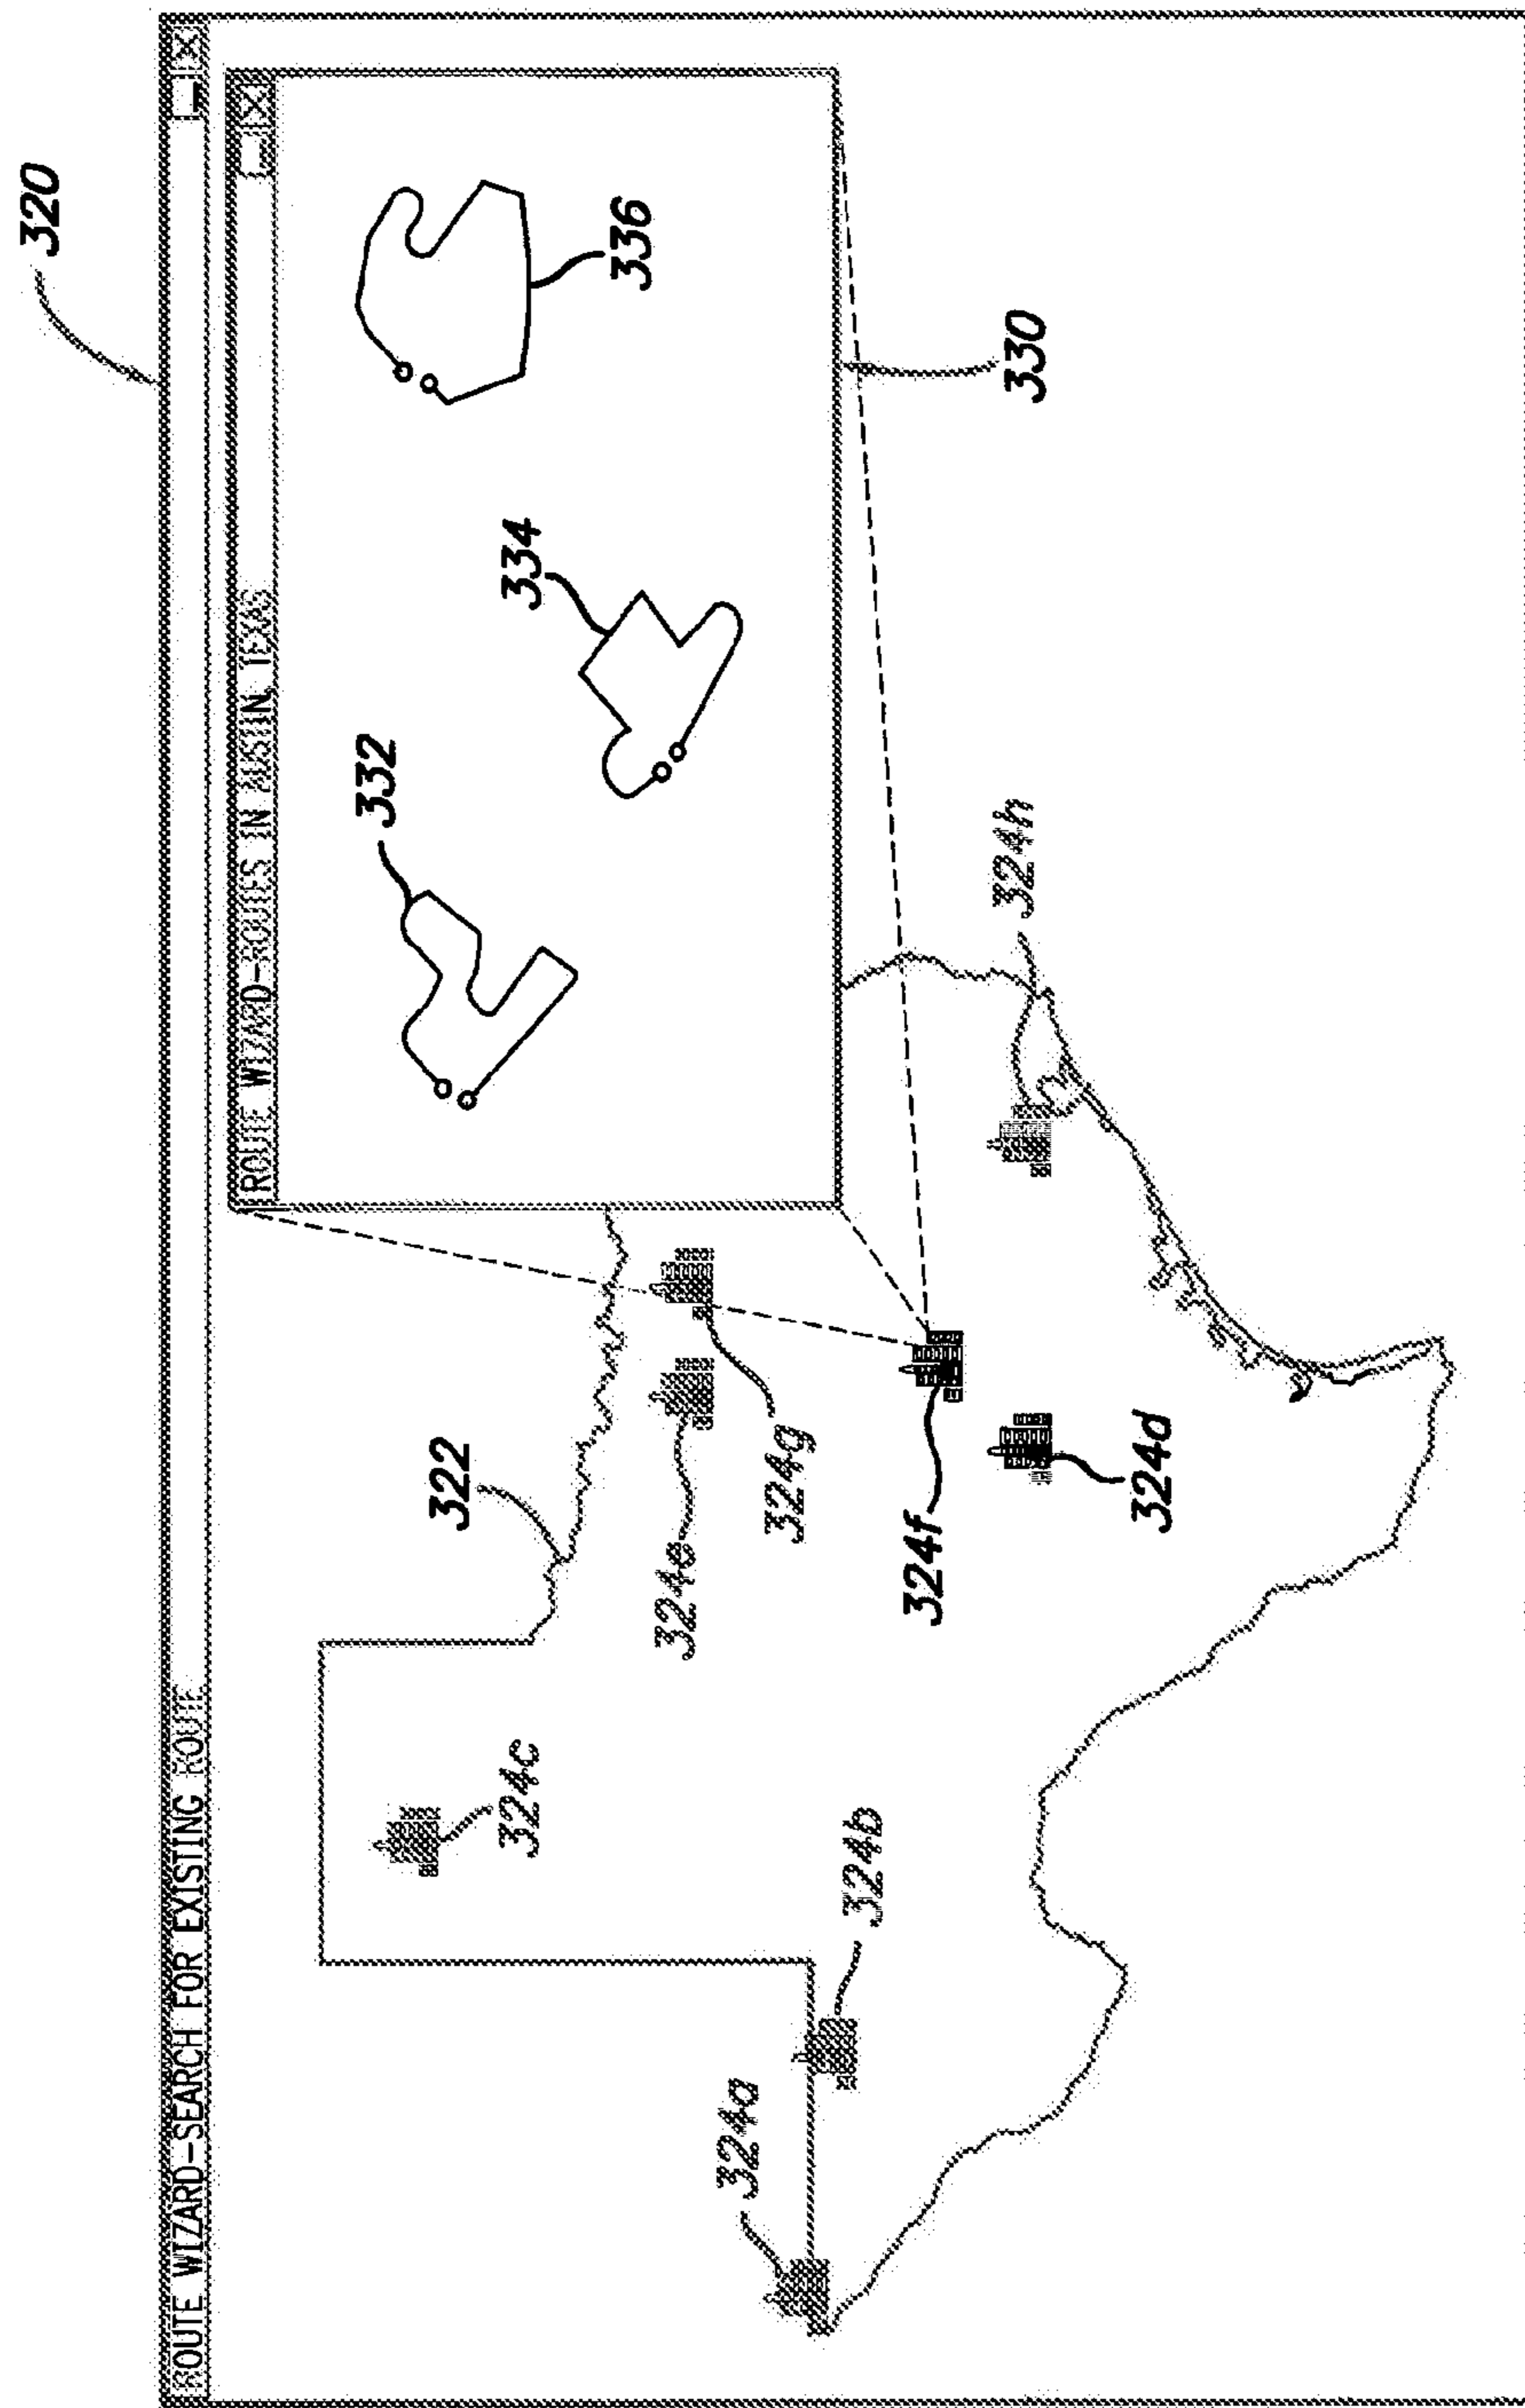 320
ROUTE WIZARD-SEARCH FOR EXISTING ROUTE
ROUTE WIZARD-ROUTES IN AUSTIN, TEXAS
332
334
336
330
322
324a
324b
324c
324e
324g
324f
324d
324h